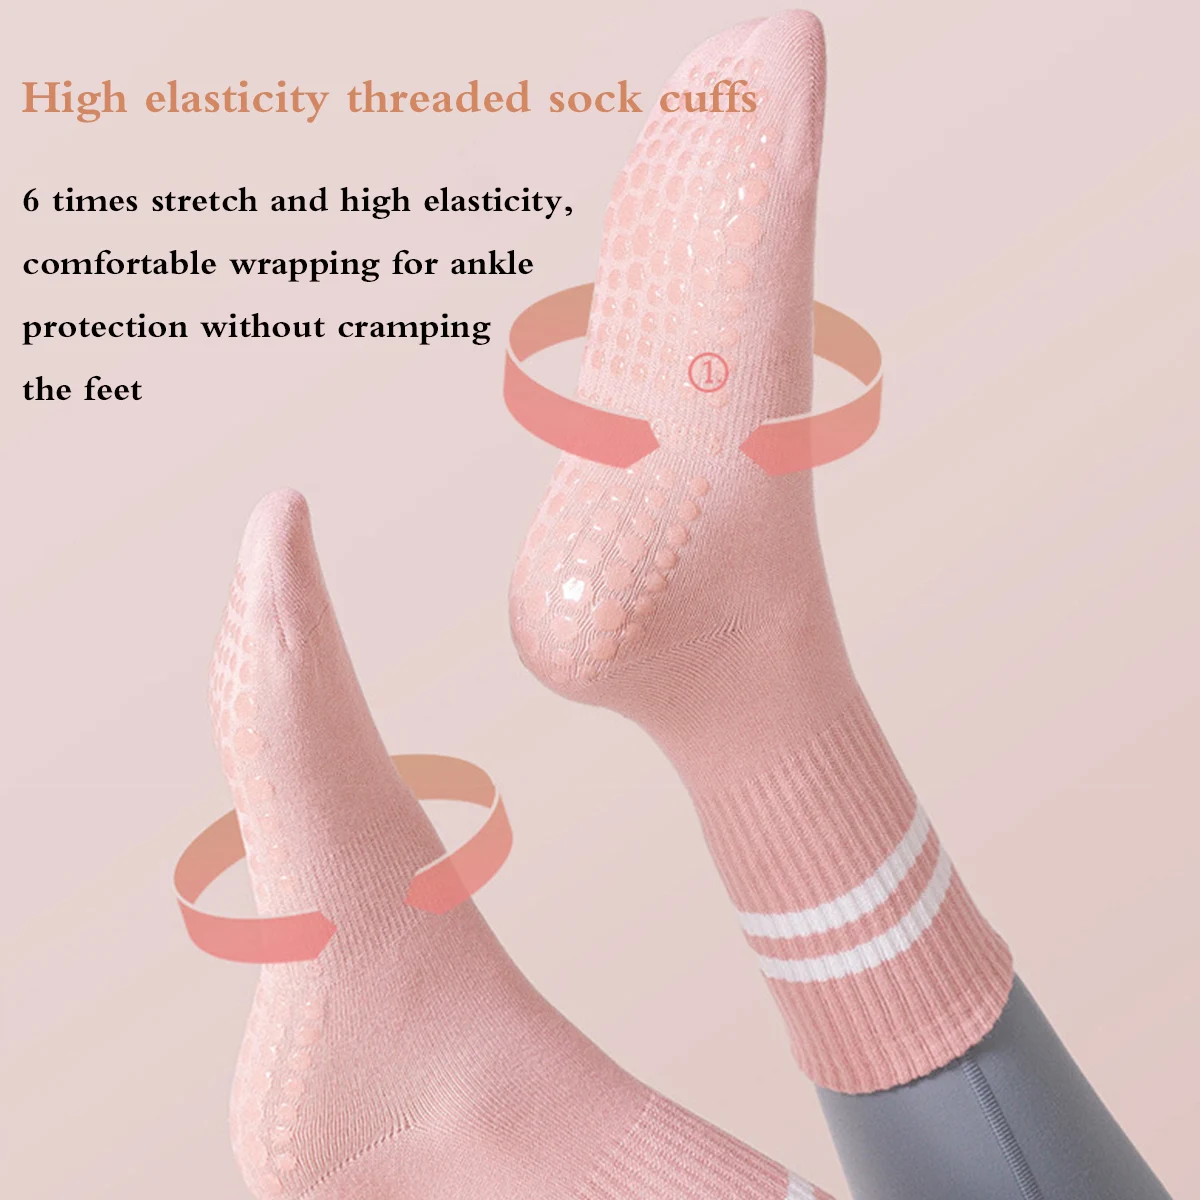 High elasticity threaded sock cuffs
6 times stretch and high elasticity,
comfortable wrapping for ankle
protection without cramping
the feet
①